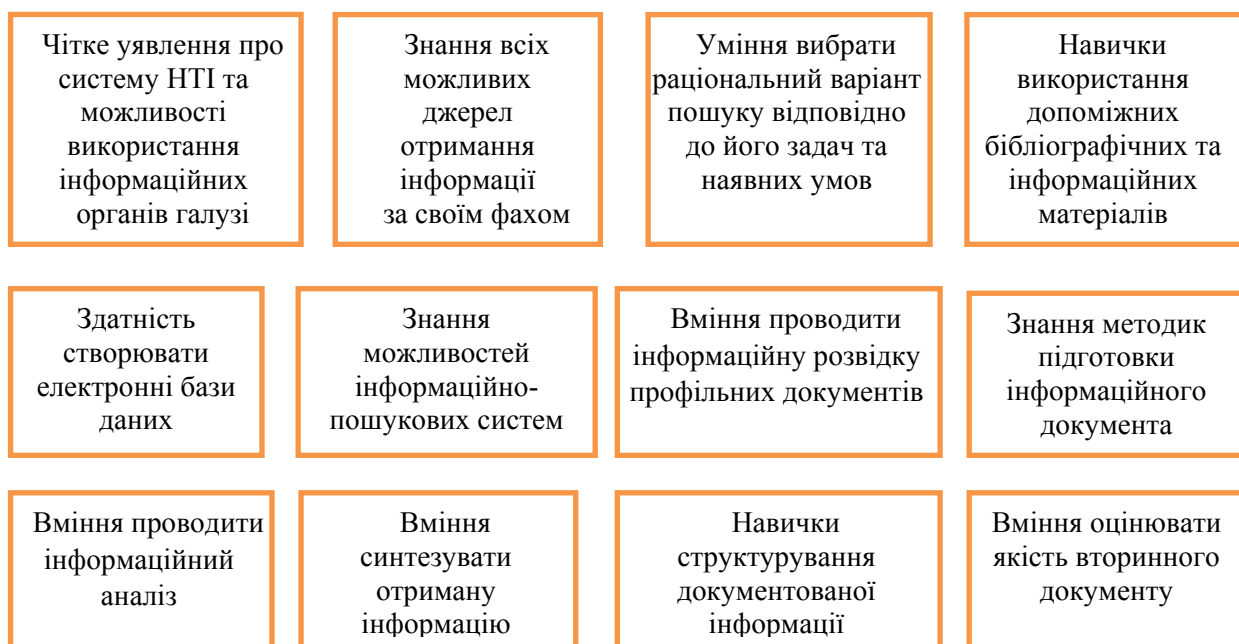 Чітке уявлення про
систему НТІ та
можливості
використання
інформаційних
органів галузі
Знання всіх
можливих
джерел
отримання
інформації
за своїм фахом
Уміння вибрати
раціональний варіант
пошуку відповідно
до його задач та
наявних умов
Навички
використання
допоміжних
бібліографічних та
інформаційних
матеріалів
Здатність
створювати
електронні бази
даних
Знання
можливостей
інформаційно-
пошукових систем
Вміння проводити
інформаційну розвідку
профільних документів
Знання методик
підготовки
інформаційного
документа
Вміння проводити
інформаційний
аналіз
Вміння
синтезувати
отриману
інформацію
Навички
структурування
документованої
інформації
Вміння оцінювати
якість вторинного
документу